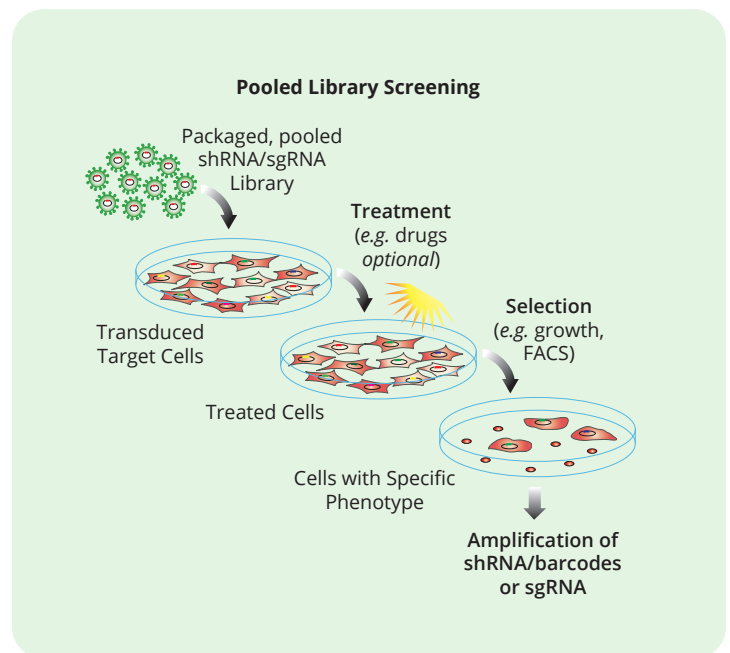 Pooled Library Screening
Packaged, pooled
shRNA/sgRNA
Library
Treatment
(e.g. drugs
optional)
Transduced
Target Cells
Selection
(e.g. growth,
FACS)
Treated Cells
Cells with Specific
Phenotype
Amplification of
shRNA/barcodes
or sgRNA